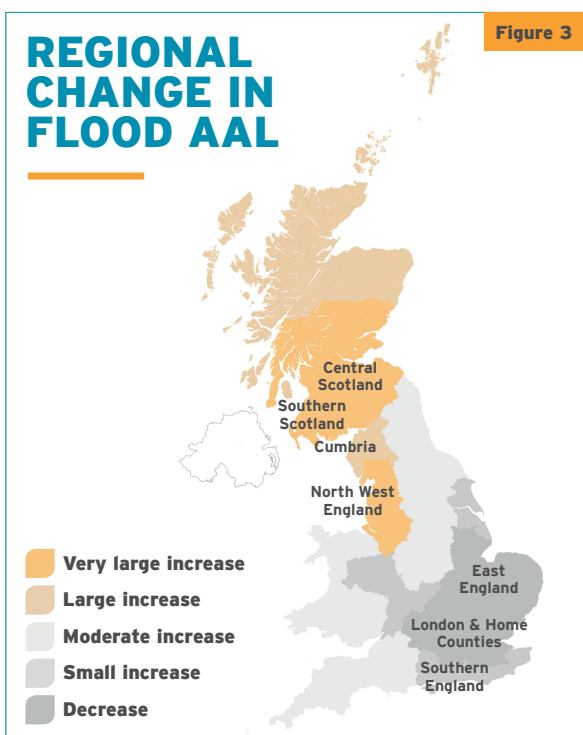 Figure 3
REGIONAL
CHANGE IN
FLOOD AAL
Central
Scotland
Southern
Scotland
Cumbria
North West
England
East
England
London & Home
Counties
Southern
England
Very large increase
Large increase
Moderate increase
Small increase
Decrease